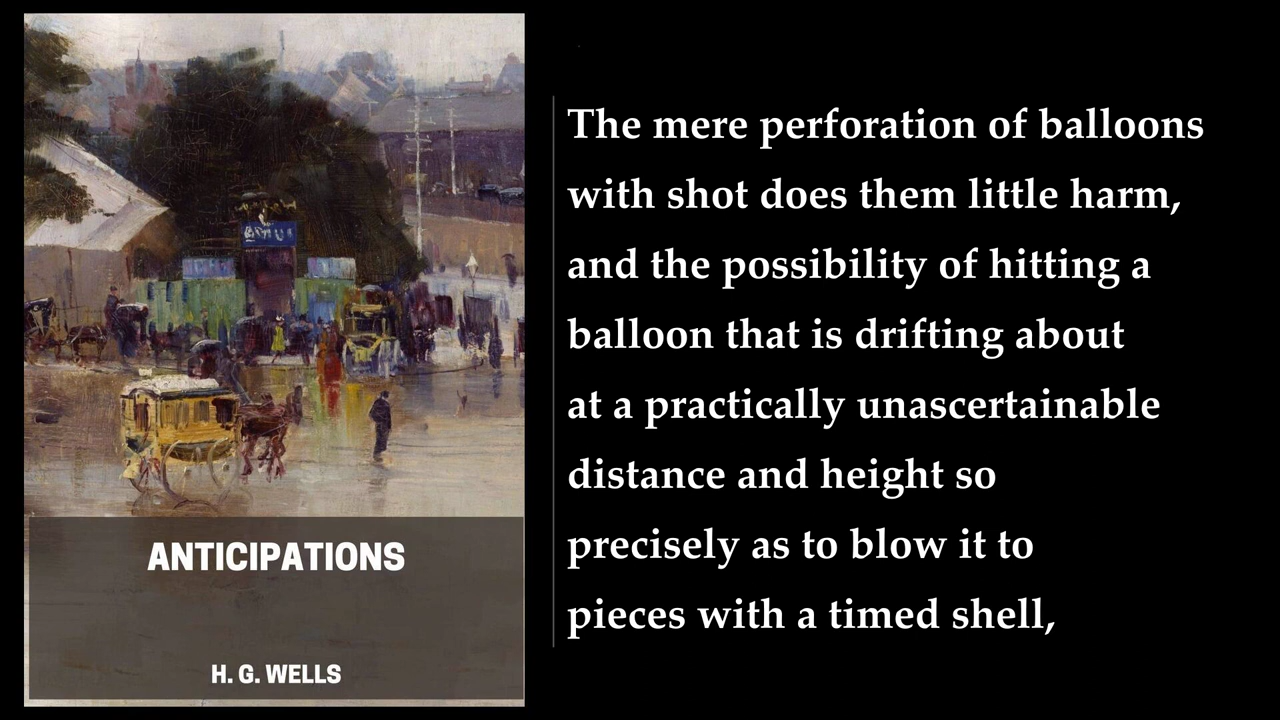 ANTICIPATIONS
H. G. WELLS
The mere perforation of balloons
with shot does them little harm,
and the possibility of hitting a
balloon that is drifting about
at a practically unascertainable
distance and height so
precisely as to blow it to
pieces with a timed shell,